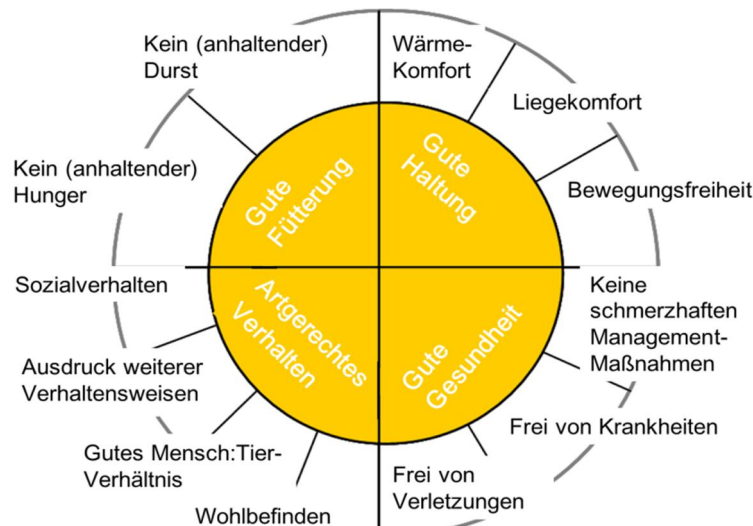 Kein (anhaltender)
Durst
Wärme-
Komfort
Liegekomfort
Kein (anhaltender)
Hunger
Bewegungsfreiheit
Gute
Fütterung
Gute
Haltung
Sozialverhalten
Artgerechtes
Verhalten
Gute
Gesundheit
Keine
schmerzhaften
Management-
Maßnahmen
Ausdruck weiterer
Verhaltensweisen
Frei von Krankheiten
Gutes Mensch:Tier-
Verhältnis
Frei von
Verletzungen
Wohlbefinden